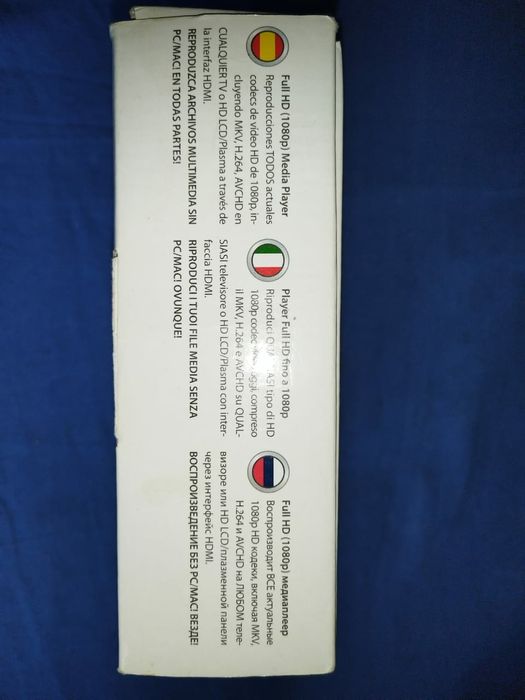 Full HD (1080p) Media Player
Reproducciones TODOS actuales
codecs de vídeo HD de 1080p, in-
cluyendo MKV, H.264, AVCHD en
CUALQUIER TV o HD LCD/Plasma a través de
la interfaz HDMI.
REPRODUZCA ARCHIVOS MULTIMEDIA SIN
PC/MAC! EN TODAS PARTES!
Player Full HD fino a 1080p
Riproduci tipo di HD
1080p compreso
il MKV, H.264 e AVCHD su QUAL-
SIASI televisore o HD LCD/Plasma con inter-
faccia HDMI.
RIPRODUCI I TUOI FILE MEDIA SENZA
PC/MAC! OVUNQUE!
Full HD (1080p) медиаплеер
Воспроизводит ВСЕ актуальные
1080p HD кодеки, включая MKV,
H.264 и AVCHD на ЛЮБОМ теле-
визоре или HD LCD/плазменной панели
через интерфейс HDMI.
ВОСПРОИЗВЕДЕНИЕ БЕЗ PC/MAC! ВЕЗДЕ!